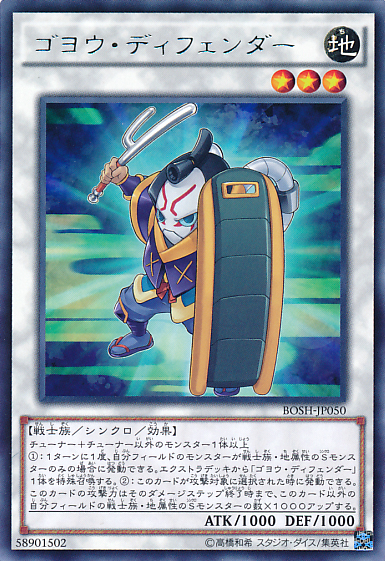 ゴヨウ・ディフェンダー
地
BOSH-JP050
【戦士族／シンクロ／効果】
チューナー＋チューナー以外のモンスター1体以上
①：1ターンに1度、自分フィールドのモンスターが戦士族・地属性のSモン
スターのみの場合に発動できる。エクストラデッキから「ゴヨウ・ディフェンダー」
1体を特殊召喚する。②：このカードが攻撃対象に選択された時に発動できる。
このカードの攻撃力はそのダメージステップ終了時まで、このカード以外の
自分フィールドの戦士族・地属性のSモンスターの数×1000アップする。
ATK/1000 DEF/1000
58901502
©高橋和希 スタジオ・ダイス/集英社